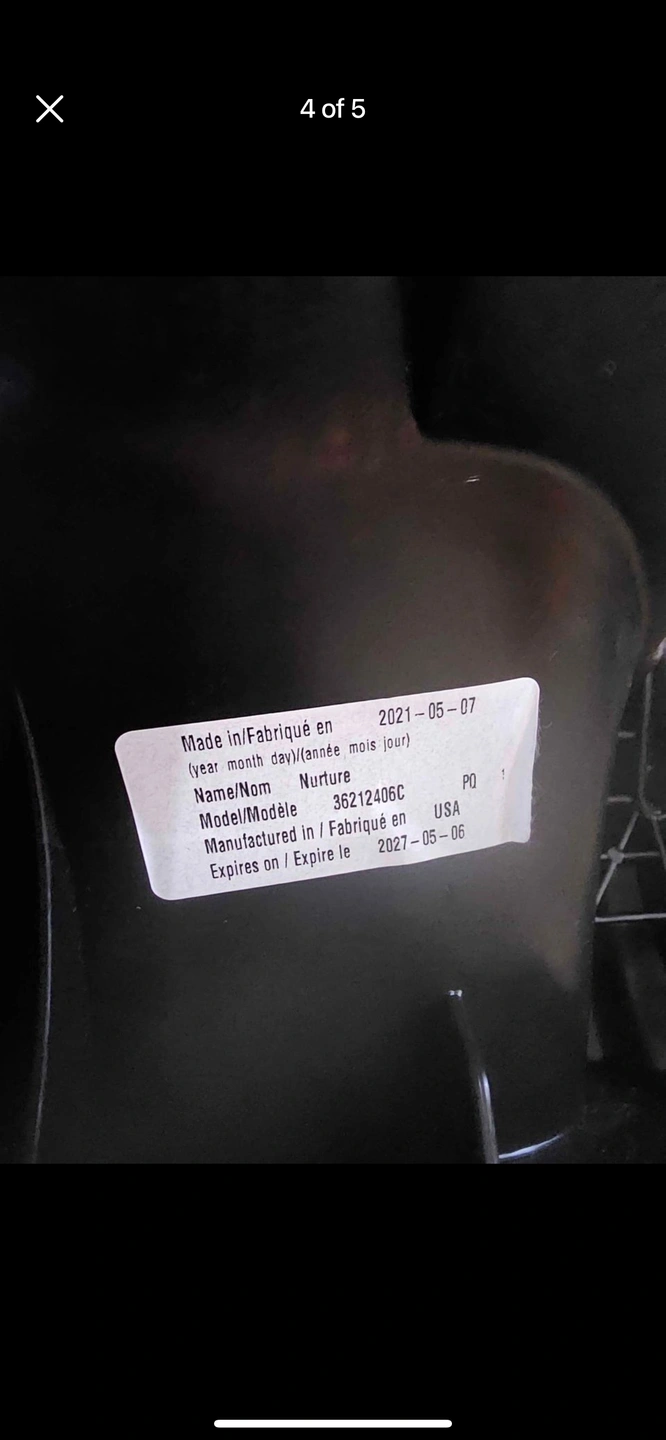 4 of 5
Made in/Fabriqué en 2021-05-07
(year month day)/(année mois jour)
Name/Nom Nurture
Model/Modèle 36212406C PQ
Manufactured in / Fabriqué en USA
Expires on / Expire le 2027-05-06